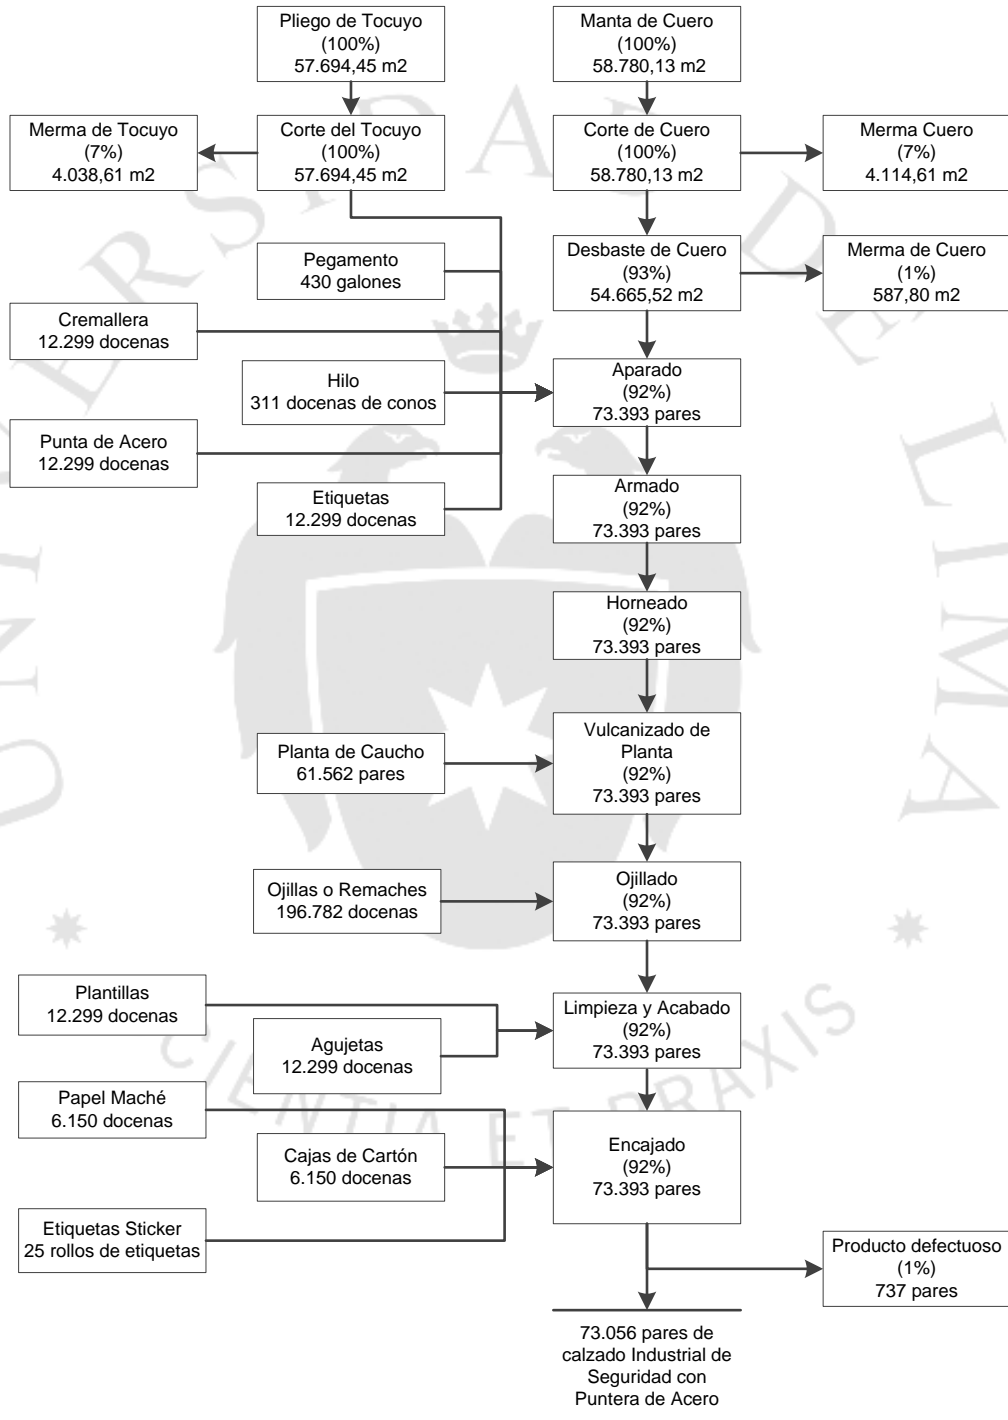 Pliego de Tocuyo
(100%)
57.694,45 m2
Manta de Cuero
(100%)
58.780,13 m2
Merma de Tocuyo
(7%)
4.038,61 m2
Corte del Tocuyo
(100%)
57.694,45 m2
Corte de Cuero
(100%)
58.780,13 m2
Merma Cuero
(7%)
4.114,61 m2
Pegamento
430 galones
Desbaste de Cuero
(93%)
54.665,52 m2
Merma de Cuero
(1%)
587,80 m2
Cremallera
12.299 docenas
Hilo
311 docenas de conos
Aparado
(92%)
73.393 pares
Punta de Acero
12.299 docenas
Etiquetas
12.299 docenas
Armado
(92%)
73.393 pares
Horneado
(92%)
73.393 pares
Planta de Caucho
61.562 pares
Vulcanizado de
Planta
(92%)
73.393 pares
Ojillas o Remaches
196.782 docenas
Ojillado
(92%)
73.393 pares
Plantillas
12.299 docenas
Agujetas
12.299 docenas
Limpieza y Acabado
(92%)
73.393 pares
Papel Maché
6.150 docenas
Cajas de Cartón
6.150 docenas
Etiquetas Sticker
25 rollos de etiquetas
Encajado
(92%)
73.393 pares
Producto defectuoso
(1%)
737 pares
73.056 pares de
calzado Industrial de
Seguridad con
Puntera de Acero
UNIVERSITAS DE LIMA
CIENTIA ET PRAXIS